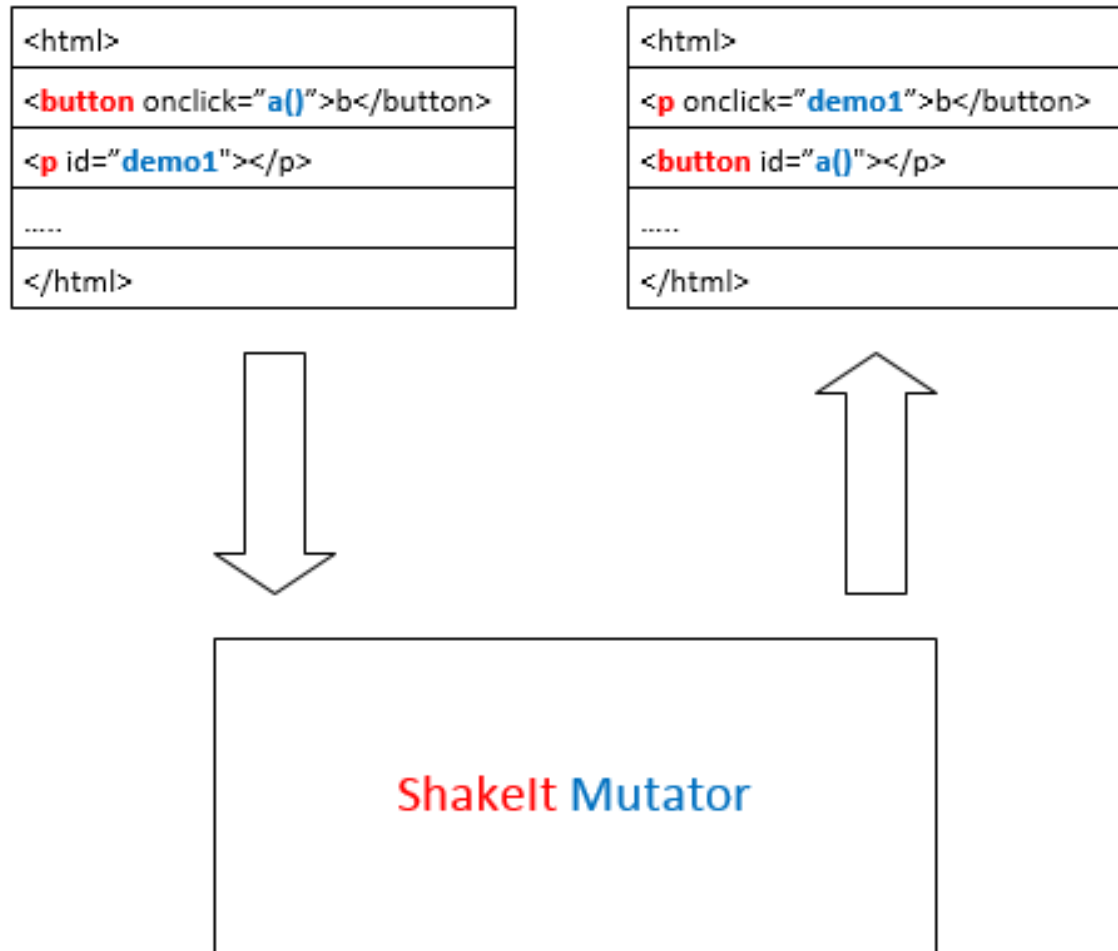 <html>
<button onclick=”a()”>b</button>
<p id=”demo1"></p>
.....
</html>
<html>
<p onclick=”demo1”>b</button>
<button id=”a()"></p>
.....
</html>
ShakeIt Mutator